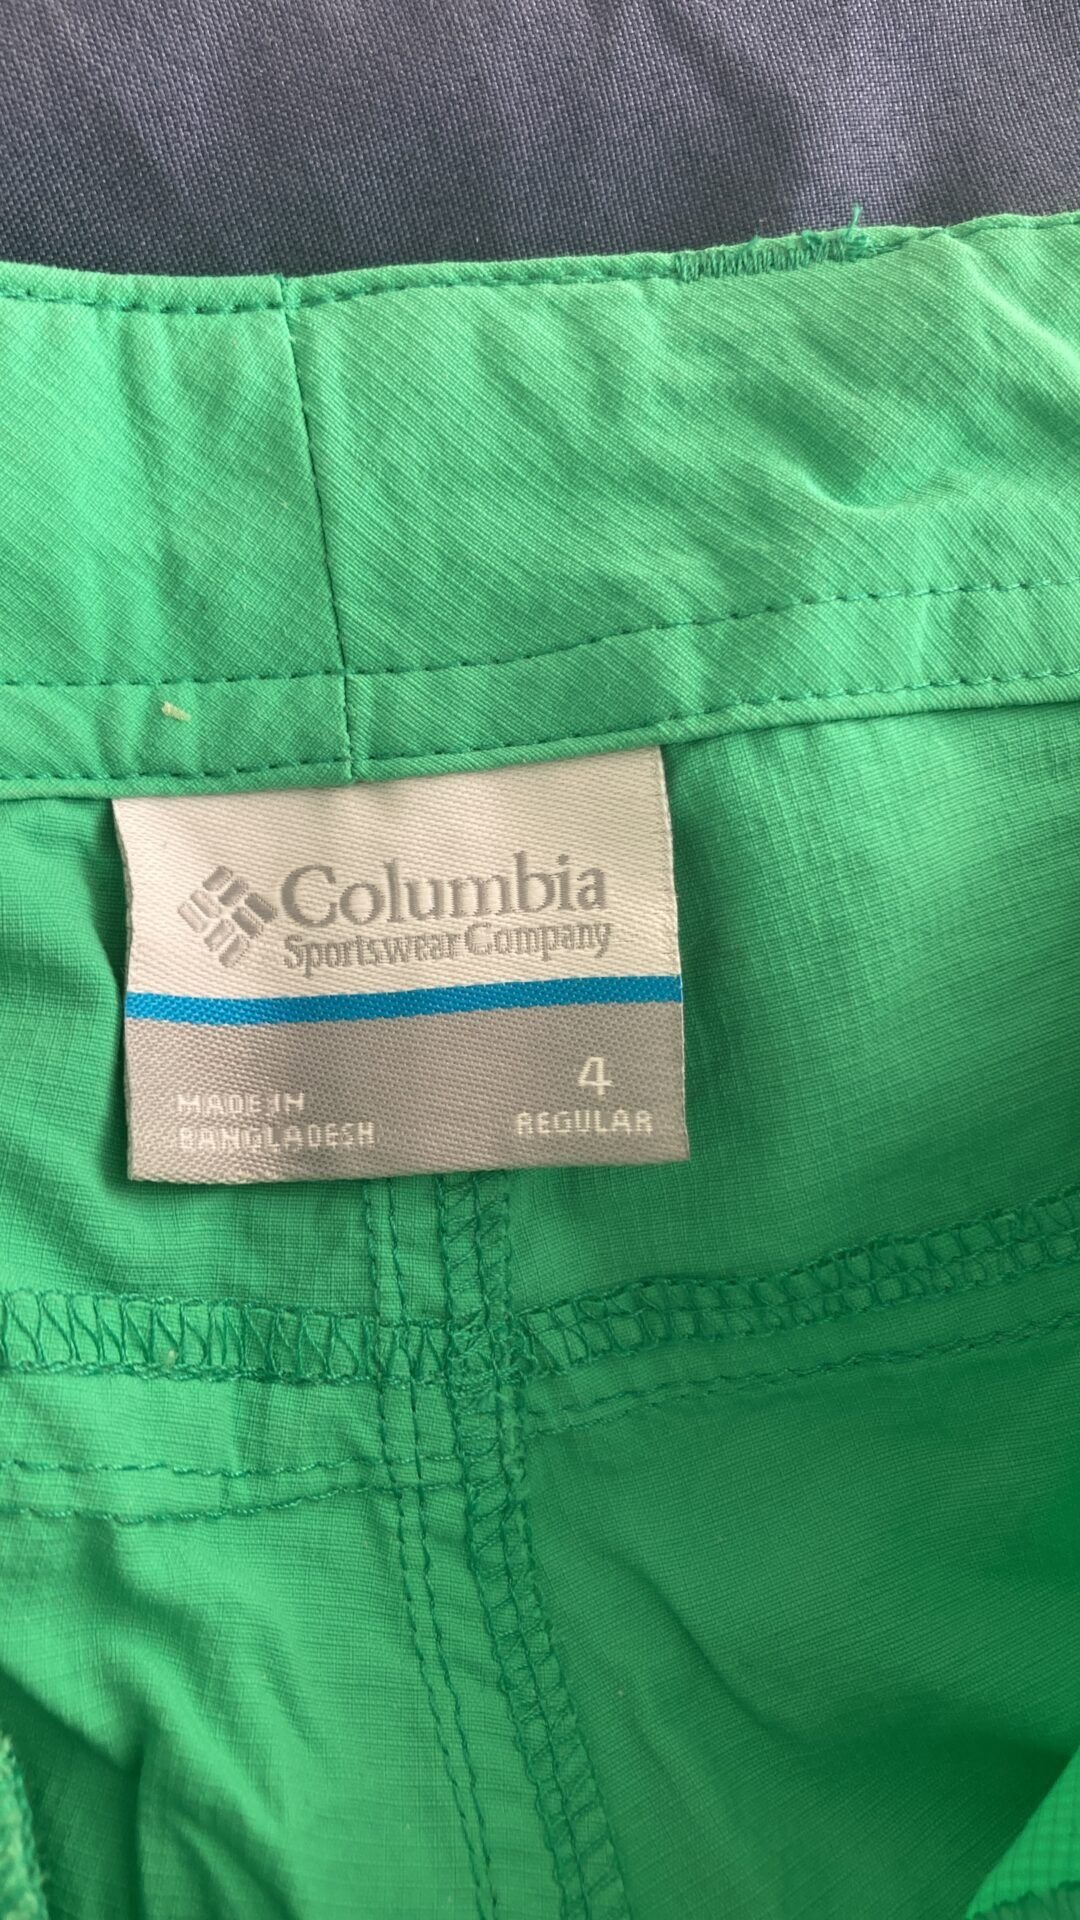 Columbia
Sportswear Company
4
MADE IN
REGULAR
BANGLADESH